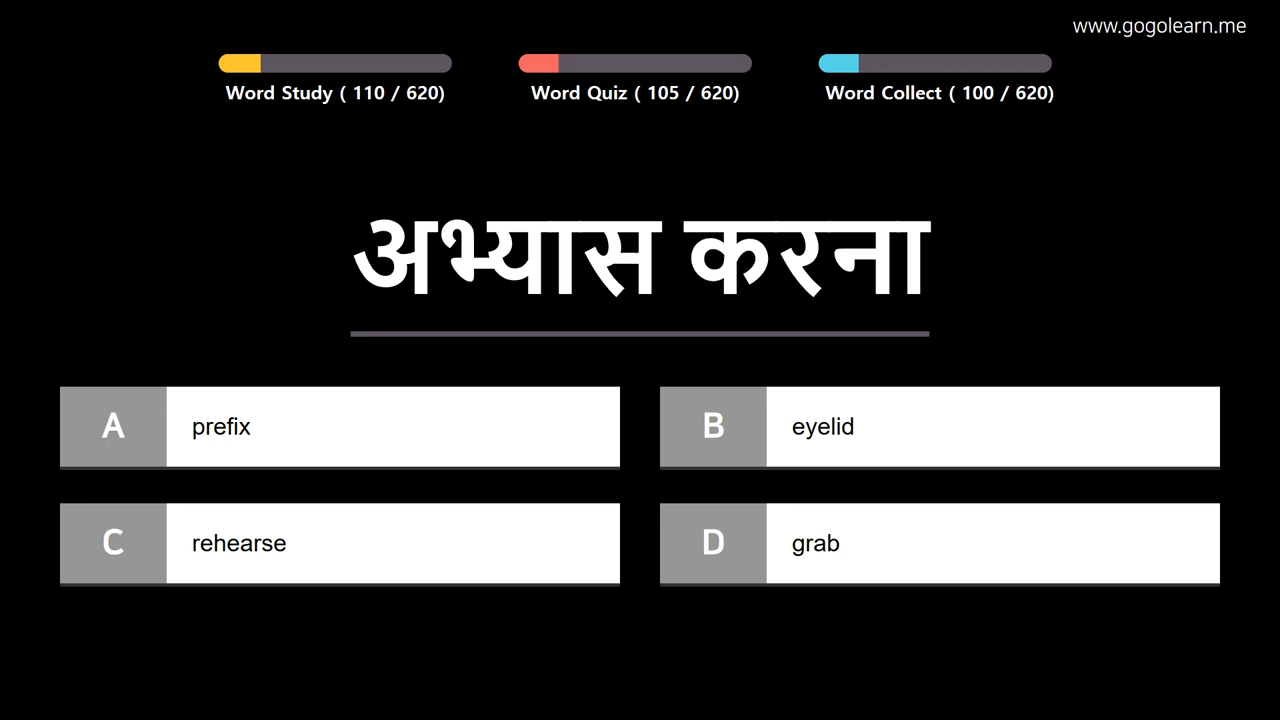 www.gogolearn.me
Word Study ( 110 / 620)
Word Quiz ( 105 / 620)
Word Collect ( 100 / 620)
अभ्यास करना
A prefix
B eyelid
C rehearse
D grab